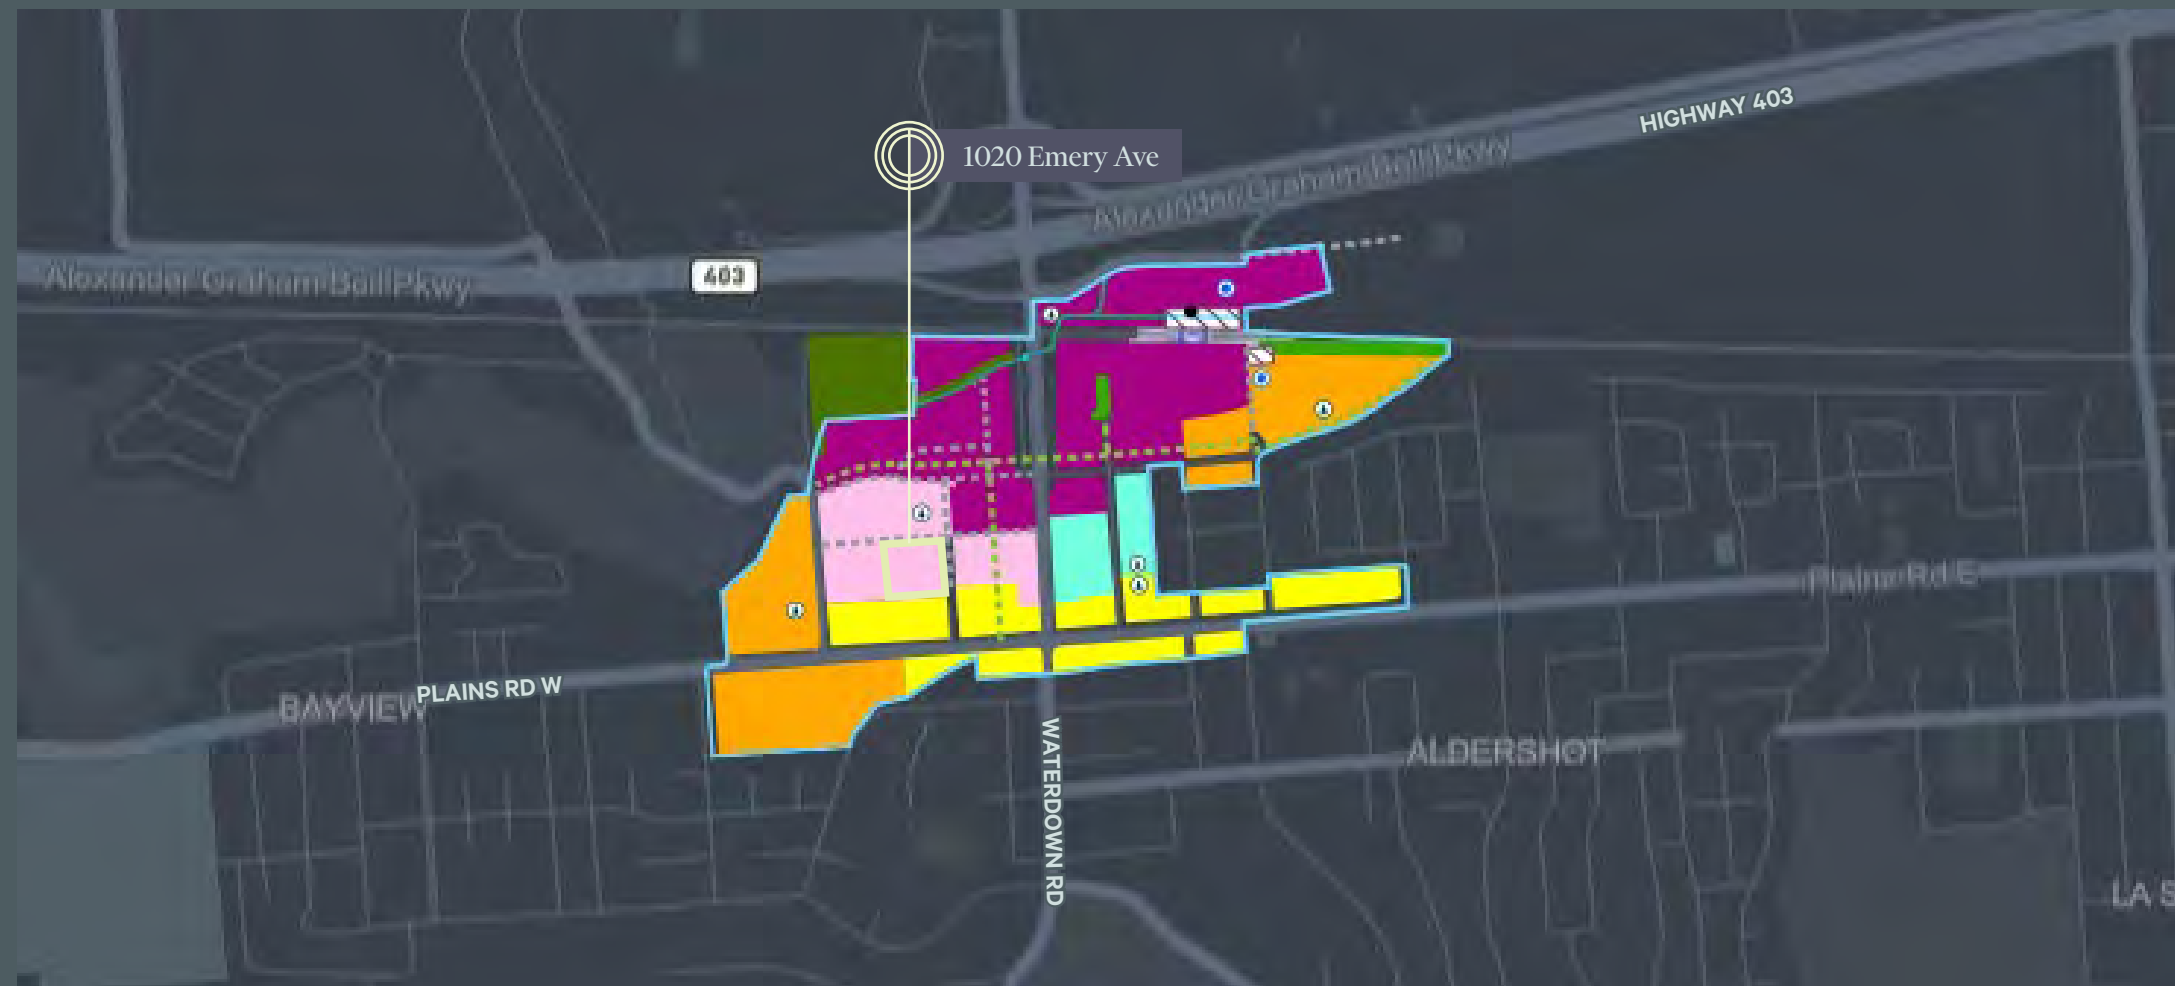 HIGHWAY 403
1020 Emery Ave
Alexander Graham Bell Pkwy
403
Alexander Graham Bell Pkwy
Plains Rd E
PLAINS RD W
BAYVIEW
WATERDOWN RD
ALDERSHOT
LA S